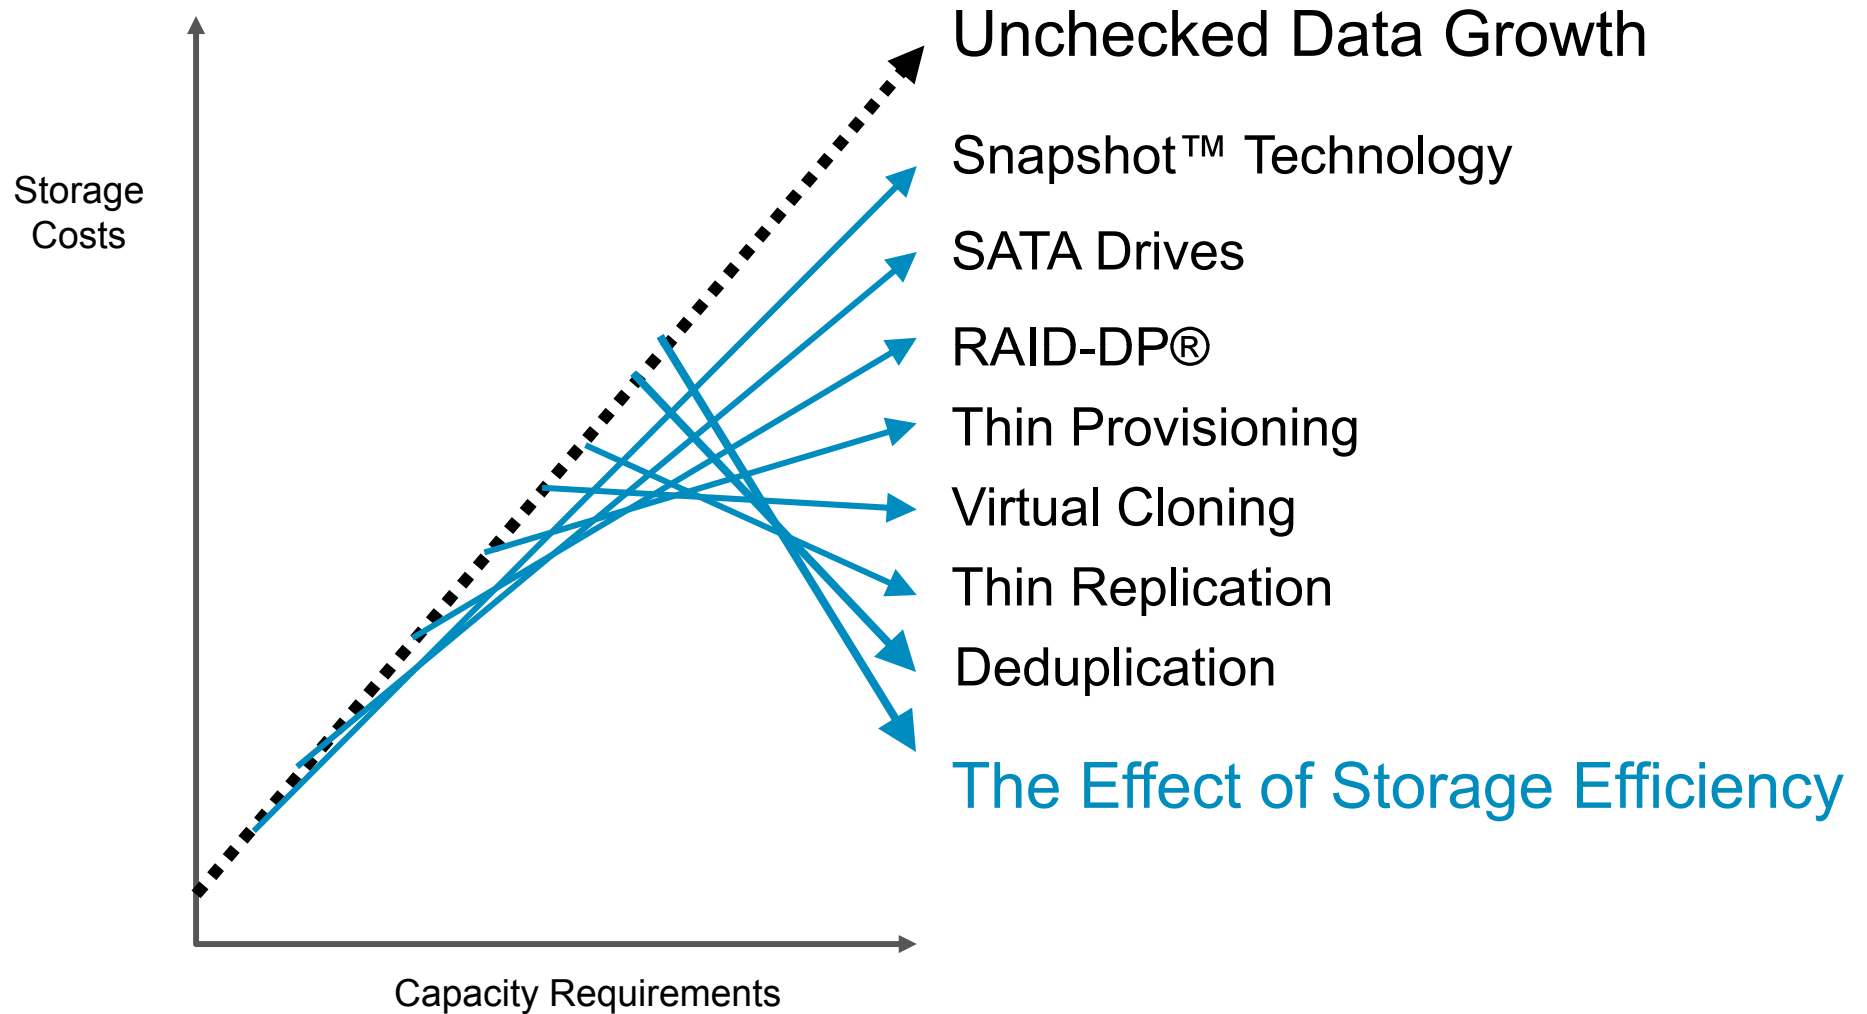 Unchecked Data Growth
Snapshot™ Technology
Storage
Costs
SATA Drives
RAID-DP®
Thin Provisioning
Virtual Cloning
Thin Replication
Deduplication
The Effect of Storage Efficiency
Capacity Requirements